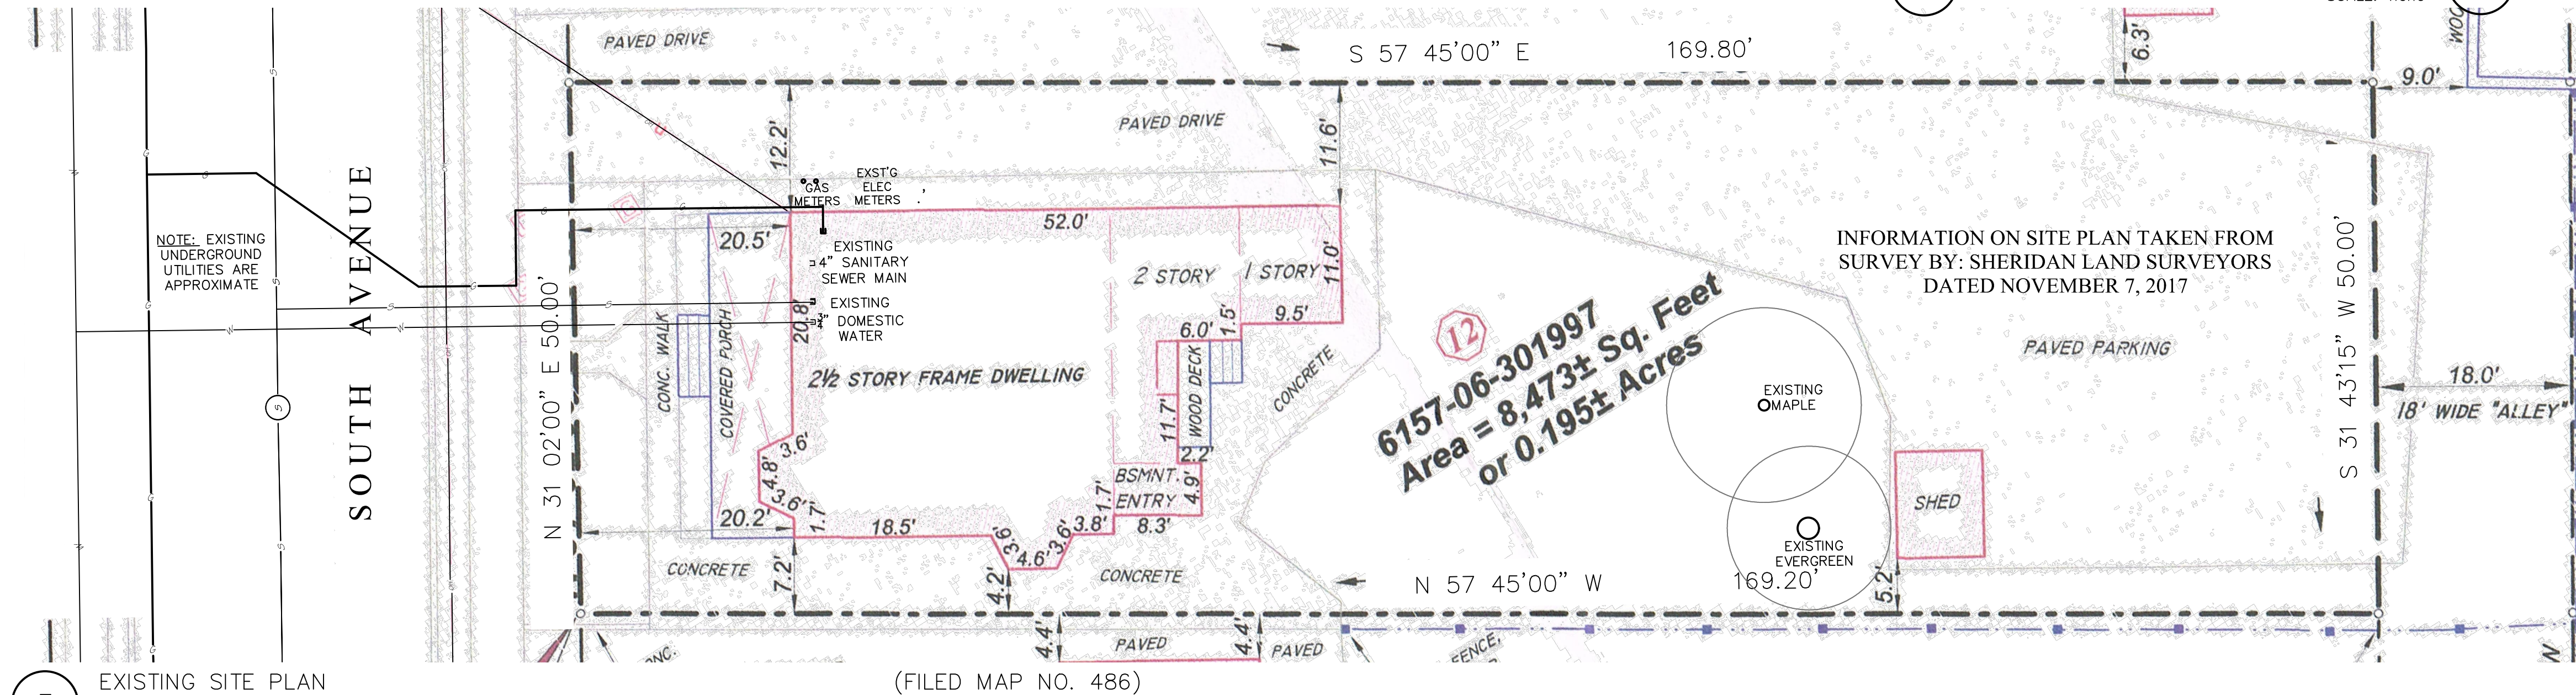 PAVED DRIVE
S 57 45'00" E
169.80'
6.3'
9.0'
12.2'
PAVED DRIVE
11.6'
GAS
METERS
EXST'G
ELEC
METERS
SOUTH AVENUE
NOTE: EXISTING
UNDERGROUND
UTILITIES ARE
APPROXIMATE
N 31 02'00" E 50.00'
20.5'
52.0'
EXISTING
4" SANITARY
SEWER MAIN
2 STORY
1 STORY
11.0'
EXISTING
3/4" DOMESTIC
WATER
20.8'
CONC. WALK
COVERED PORCH
2½ STORY FRAME DWELLING
6.0'
1.5'
9.5'
WOOD DECK
CONCRETE
11.7'
2.2'
3.6'
4.8'
3.6'
1.7'
20.2'
18.5'
3.6'
4.6'
3.6'
3.8'
1.7'
BSMNT.
ENTRY
4.9'
8.3'
CONCRETE
7.2'
4.2'
CONCRETE
12
6157-06-301997
Area = 8,473± Sq. Feet
or 0.195± Acres
INFORMATION ON SITE PLAN TAKEN FROM
SURVEY BY: SHERIDAN LAND SURVEYORS
DATED NOVEMBER 7, 2017
PAVED PARKING
S 31 43'15" W 50.00'
18.0'
18' WIDE "ALLEY"
EXISTING
MAPLE
EXISTING
EVERGREEN
SHED
5.2'
N 57 45'00" W
169.20'
4.4'
PAVED
4.4'
PAVED
FENCE,
EXISTING SITE PLAN
(FILED MAP NO. 486)